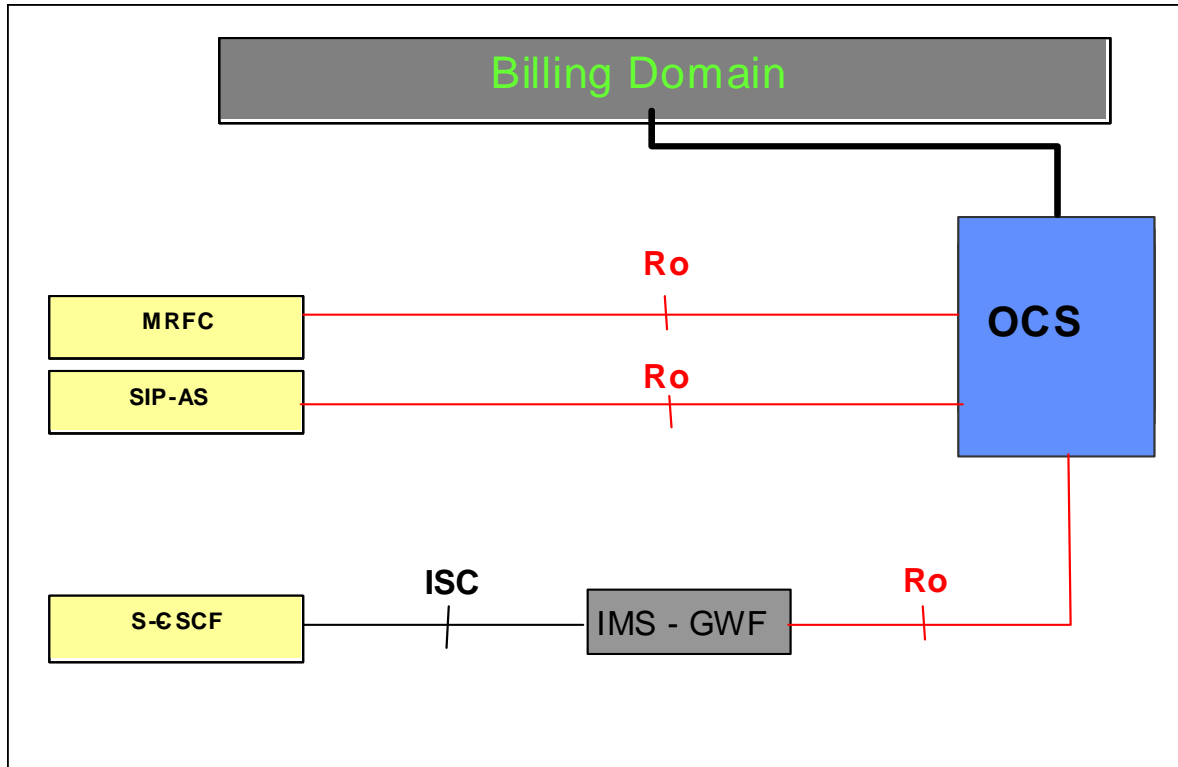 Billing Domain
Ro
MRFC
OCS
Ro
SIP-AS
ISC
Ro
S-CSCF
IMS - GWF